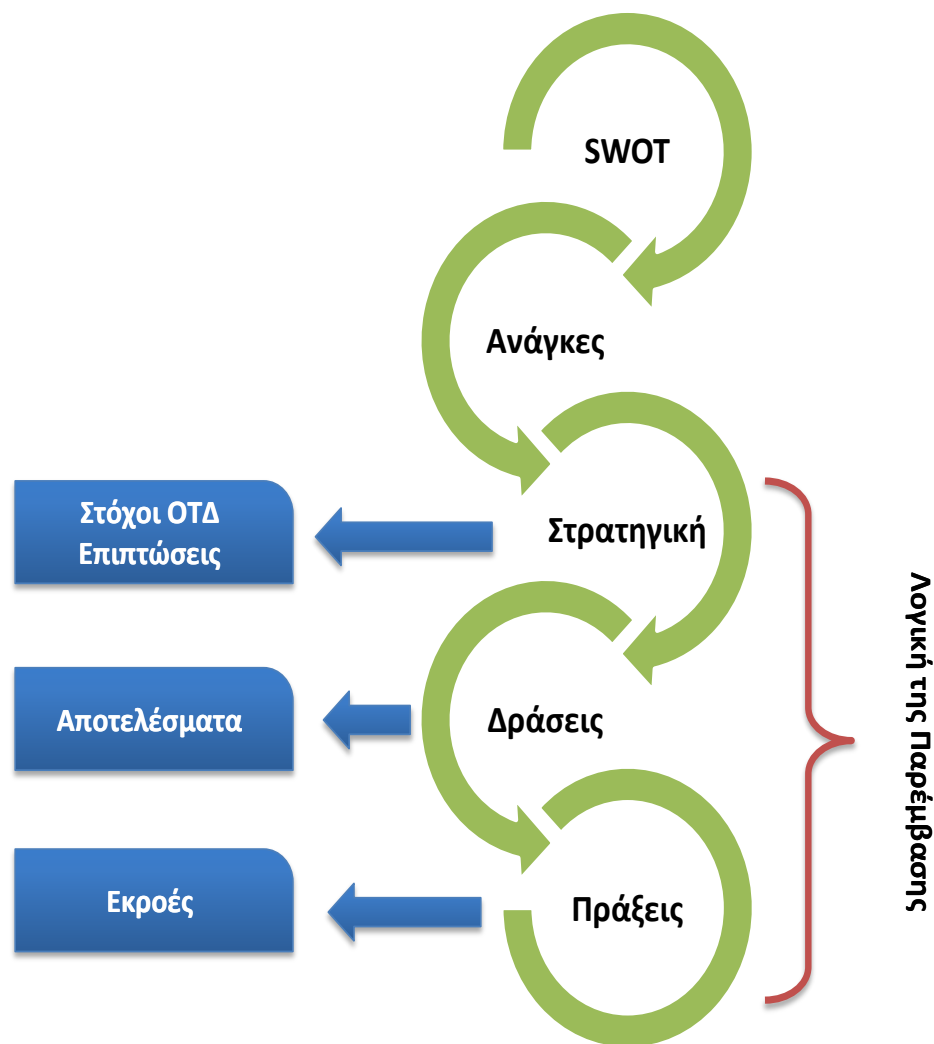 SWOT
Ανάγκες
Στόχοι ΟΤΔ
Επιπτώσεις
Στρατηγική
Αποτελέσματα
Δράσεις
Εκροές
Πράξεις
Λογική της Παρέμβασης